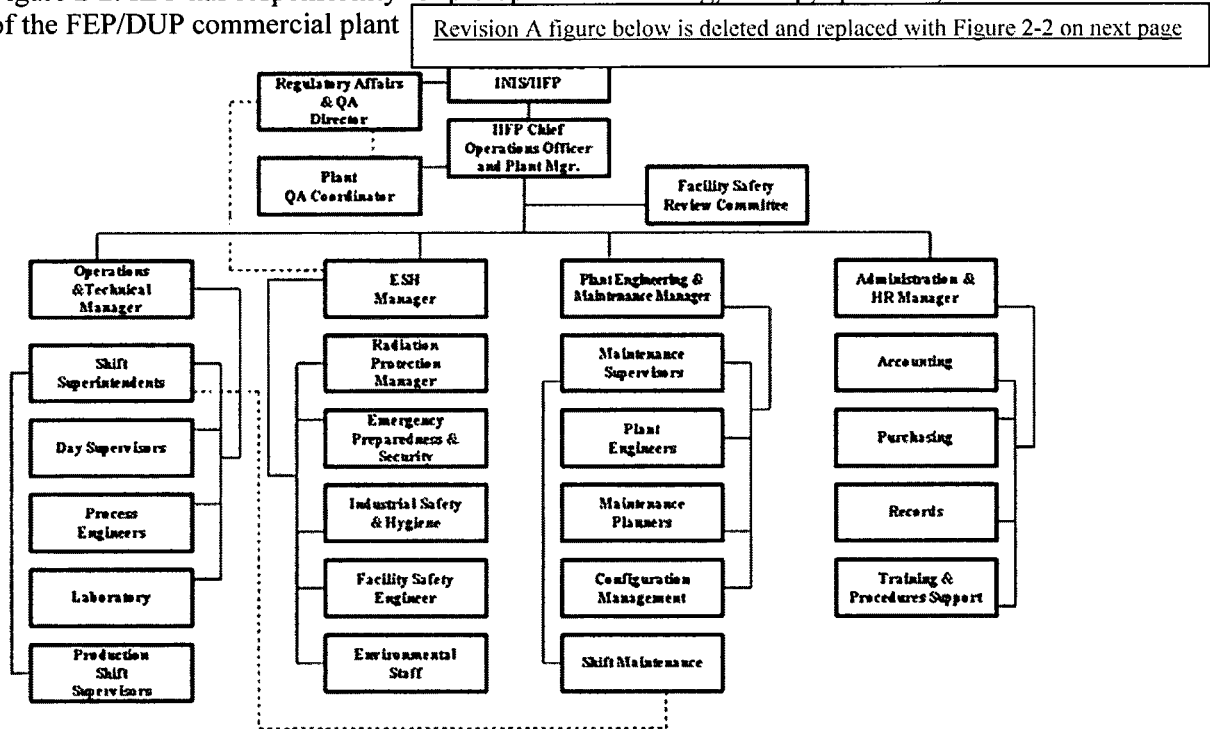 of the FEP/DUP commercial plant
Revision A figure below is deleted and replaced with Figure 2-2 on next page
Regulatory Affairs
& QA
Director
INIS/IIFP
IIFP Chief
Operations Officer
and Plant Mgr.
Plant
QA Coordinator
Facility Safety
Review Committee
Operations
& Technical
Manager
ESH
Manager
Plant Engineering &
Maintenance Manager
Administration &
HR Manager
Shift
Superintendents
Radiation
Protection
Manager
Maintenance
Supervisors
Accounting
Day Supervisors
Emergency
Preparedness &
Security
Plant
Engineers
Purchasing
Process
Engineers
Industrial Safety
& Hygiene
Maintenance
Planners
Records
Laboratory
Facility Safety
Engineer
Configuration
Management
Training &
Procedures Support
Production
Shift
Supervisors
Environmental
Staff
Shift Maintenance